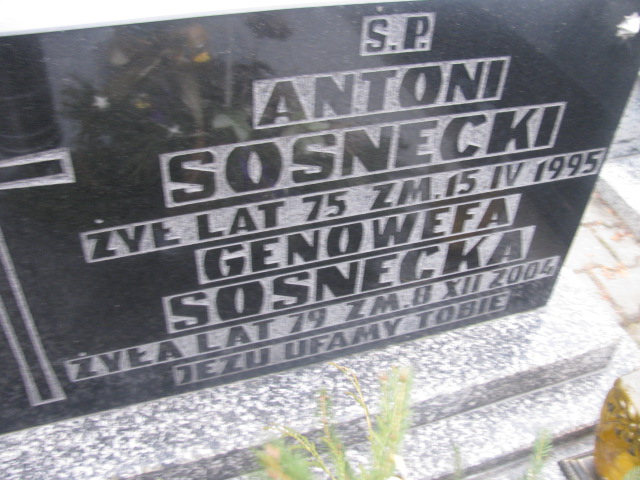 S.P.
ANTONI
SOSNECKI
ŻYŁ LAT 75 ZM. 15 IV 1995
GENOWEFA
SOSNECKA
ŻYŁA LAT 79 ZM. 8 XII 2004
JEZU UFAMY TOBIE